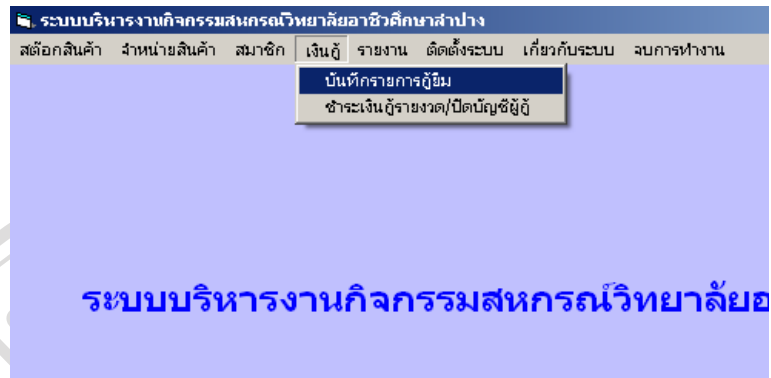 ระบบบริหารงานกิจกรรมสหกรณ์วิทยาลัยอาชีวศึกษาลำปาง
สต๊อกสินค้า จำหน่ายสินค้า สมาชิก เงินกู้ รายงาน ติดตั้งระบบ เกี่ยวกับระบบ จบการทำงาน
บันทึกรายการกู้ยืม
ชำระเงินกู้รายงวด/ปิดบัญชีผู้กู้
ระบบบริหารงานกิจกรรมสหกรณ์วิทยาลัยอ